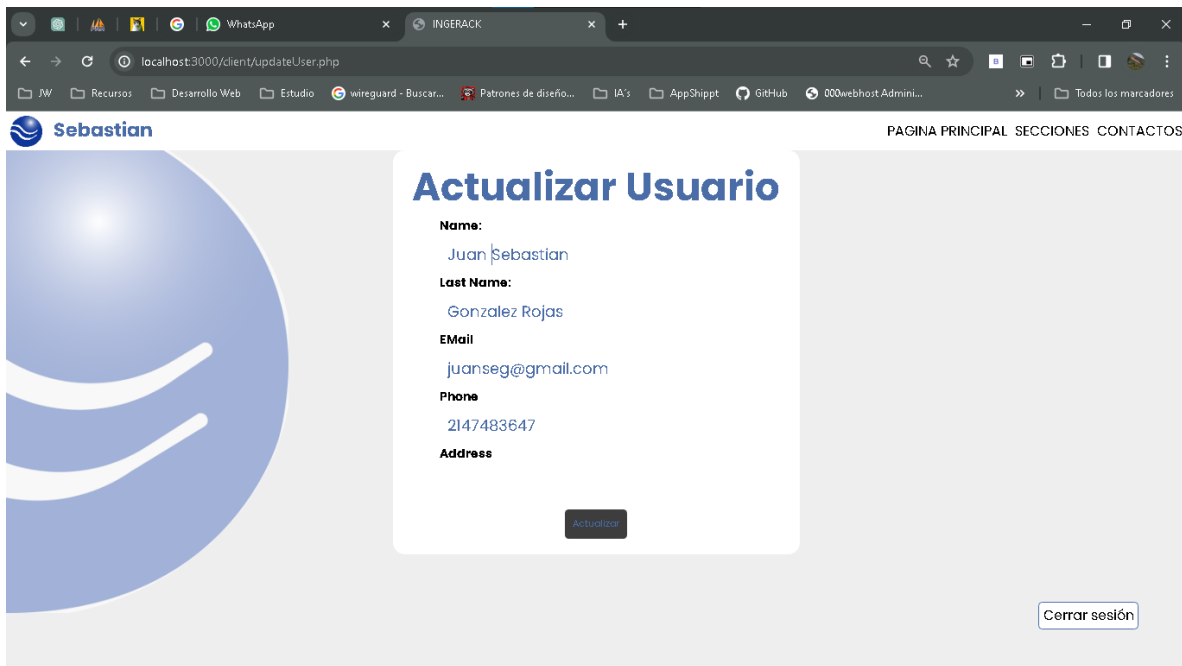 WhatsApp
INGERACK
localhost:3000/client/updateUser.php
JW Recursos Desarrollo Web Estudio wireguard - Buscar... Patrones de diseño... IA's AppShippt GitHub 000webhost Admini... » Todos los marcadores
Sebastian PAGINA PRINCIPAL SECCIONES CONTACTOS
Actualizar Usuario
Name:
Juan Sebastian
Last Name:
Gonzalez Rojas
EMail
juanseg@gmail.com
Phone
2147483647
Address
Actualizar
Cerrar sesión